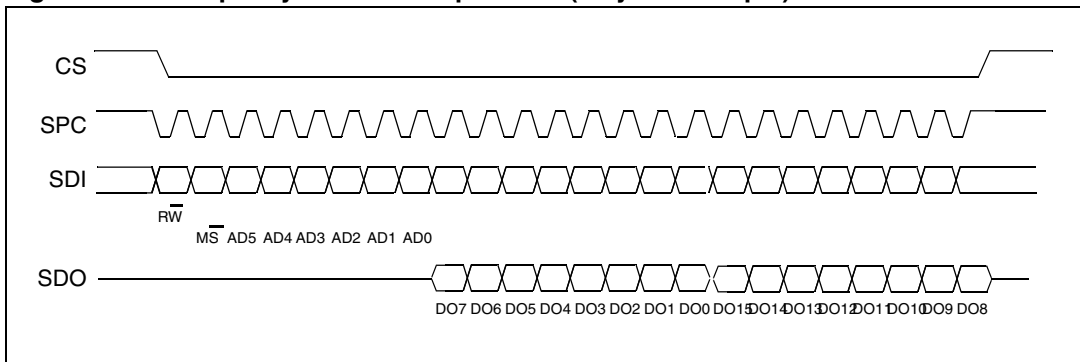 CS
SPC
SDI
RW
MS AD5 AD4 AD3 AD2 AD1 AD0
SDO
DO7 DO6 DO5 DO4 DO3 DO2 DO1 DO0 DO15 DO14 DO13 DO12 DO11 DO10 DO9 DO8